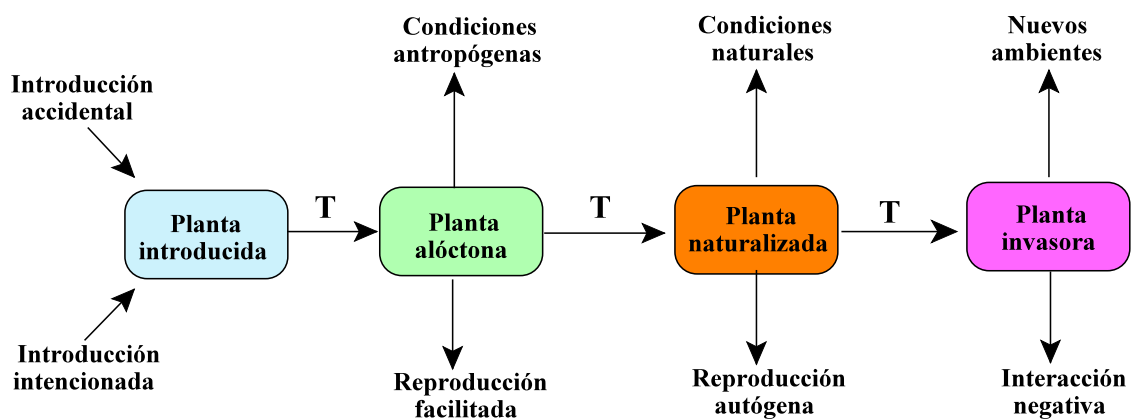 Introducción
accidental
Introducción
intencionada
Planta
introducida
T
Condiciones
antropógenas
Planta
alóctona
Reproducción
facilitada
T
Condiciones
naturales
Planta
naturalizada
Reproducción
autógena
T
Nuevos
ambientes
Planta
invasora
Interacción
negativa